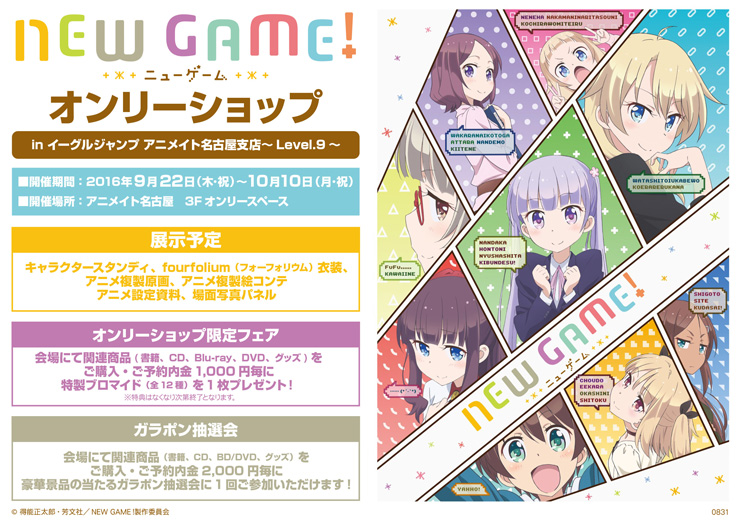 NEW GAME!
ニューゲーム
オンリーショップ
in イーグルジャンプ アニメイト名古屋支店〜 Level.9 〜
■開催期間：2016年9月22日(木・祝)〜10月10日(月・祝)
■開催場所：アニメイト名古屋　3Fオンリースペース
展示予定
キャラクタースタンディ、fourfolium（フォーフォリウム）衣装、
アニメ複製原画、アニメ複製絵コンテ
アニメ設定資料、場面写真パネル
オンリーショップ限定フェア
会場にて関連商品（書籍、CD、Blu-ray、DVD、グッズ）を
ご購入・ご予約内金1,000円毎に
特製ブロマイド（全12種）を1枚プレゼント！
※特典はなくなり次第終了となります。
ガラポン抽選会
会場にて関連商品（書籍、CD、BD/DVD、グッズ）を
ご購入・ご予約内金2,000円毎に
豪華景品の当たるガラポン抽選会に1回ご参加いただけます！
© 得能正太郎・芳文社／NEW GAME!製作委員会
NENEHA NAKAMAHINARITASOUNI
KOCHIRAWOMITEIRU
WAKARANAIKOTOGA
ATTARA NANDEMO
KIITENE
WATASHITOIUKABEWO
KOERARERUKANA
FUFU......
KAWAIINE
NANDAKA
HONTONI
NYUSHASHITA
KIBUNDESU!
SHIGOTO
SITE
KUDASAI!
CHOUDO
EEKARA
OKASHINI
SHITOKU
NEW GAME!
ニューゲーム
YAHHO!
0831